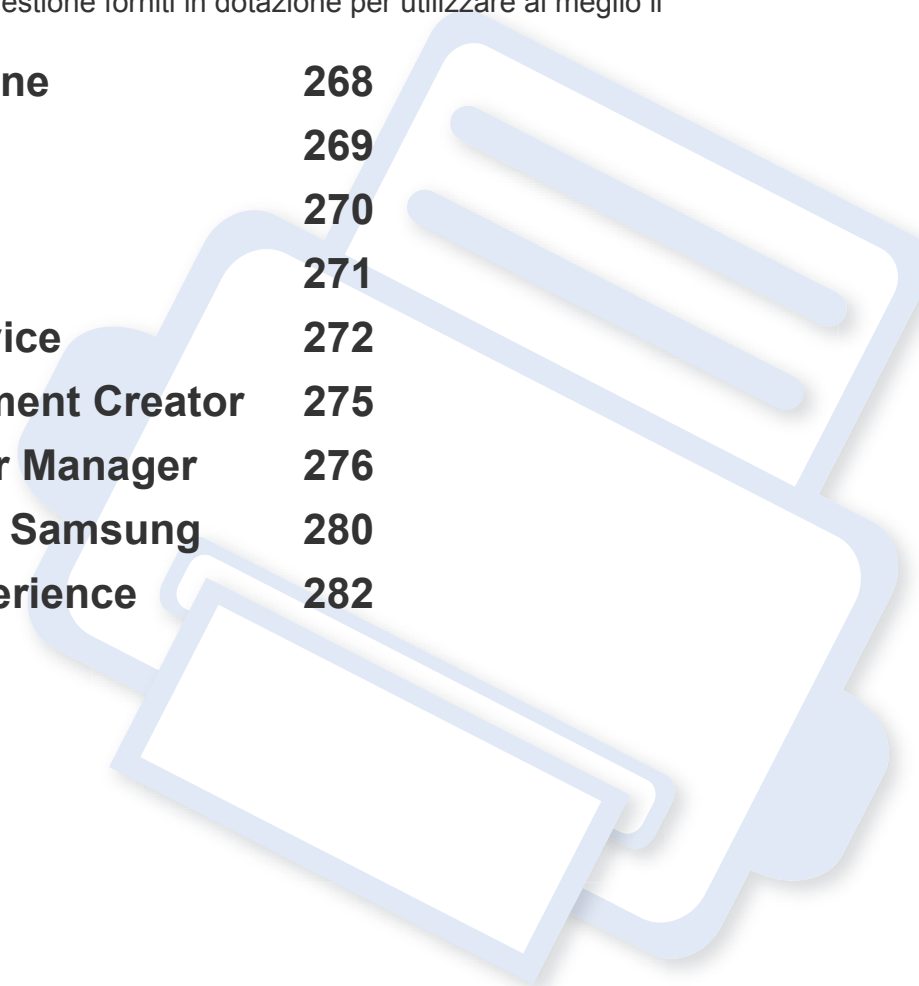 estione forniti in dotazione per utilizzare al meglio il
ne 268
269
270
271
vice 272
ment Creator 275
r Manager 276
Samsung 280
erience 282